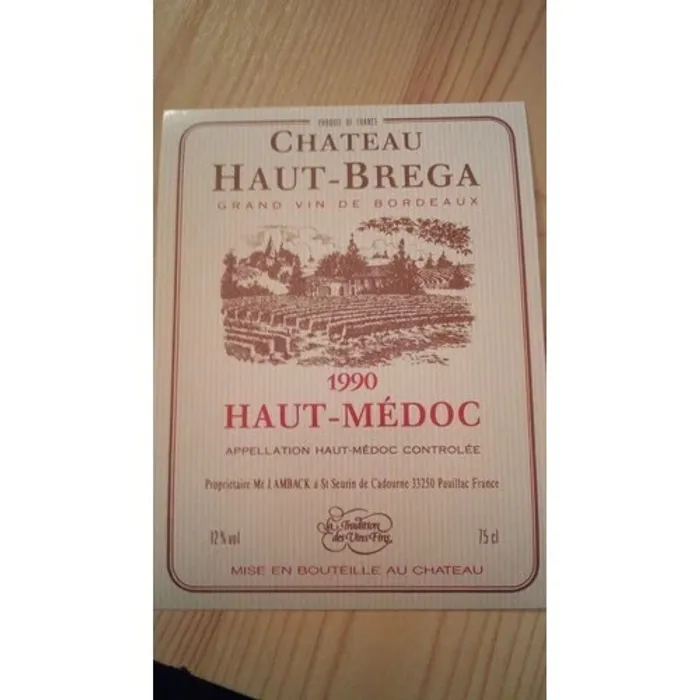 PRODUIT DE FRANCE
CHATEAU
HAUT-BREGA
GRAND VIN DE BORDEAUX
1990
HAUT-MÉDOC
APPELLATION HAUT-MÉDOC CONTROLÉE
Propriétaire Mr LAMBACK à St Seurin de Cadourne 33250 Pauillac France
La Tradition
des Vins Fins
12 % vol
75 cl
MISE EN BOUTEILLE AU CHATEAU